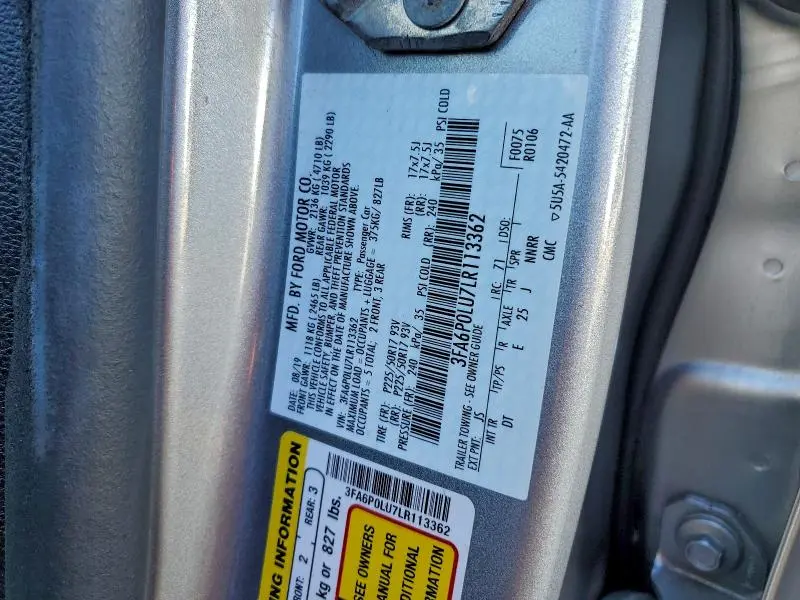 MFD. BY FORD MOTOR CO.
DATE: 08/19 GVWR: 2136 KG ( 4710 LB)
FRONT GAWR: 1118 KG ( 2465 LB) REAR GAWR: 1039 KG ( 2290 LB)
THIS VEHICLE CONFORMS TO ALL APPLICABLE FEDERAL MOTOR
VEHICLE SAFETY, BUMPER, AND THEFT PREVENTION STANDARDS
IN EFFECT ON THE DATE OF MANUFACTURE SHOWN ABOVE.
VIN: 3FA6P0LU7LR113362 TYPE: Passenger Car
MAXIMUM LOAD = OCCUPANTS + LUGGAGE = 375KG/ 827LB
OCCUPANTS = 5 TOTAL; 2 FRONT, 3 REAR
TIRE (FR): P225/50R17 93V RIMS (FR): 17x7.5J
(RR): P225/50R17 93V (RR): 17x7.5J
PRESSURE (FR): 240 kPa/ 35 PSI COLD (RR): 240 kPa/ 35 PSI COLD
3FA6P0LU7LR113362
TRAILER TOWING - SEE OWNER GUIDE
EXT PNT: JS RC: 71 DSO: F0075
R0106
INT TR TP/PS R AXLE TR SPR
DT E 25 J NNRR
CMC 5U5A-5420472-AA
ING INFORMATION
FRONT: 2 REAR: 3
kg or 827 lbs.
3FA6P0LU7LR113362
SEE OWNERS
MANUAL FOR